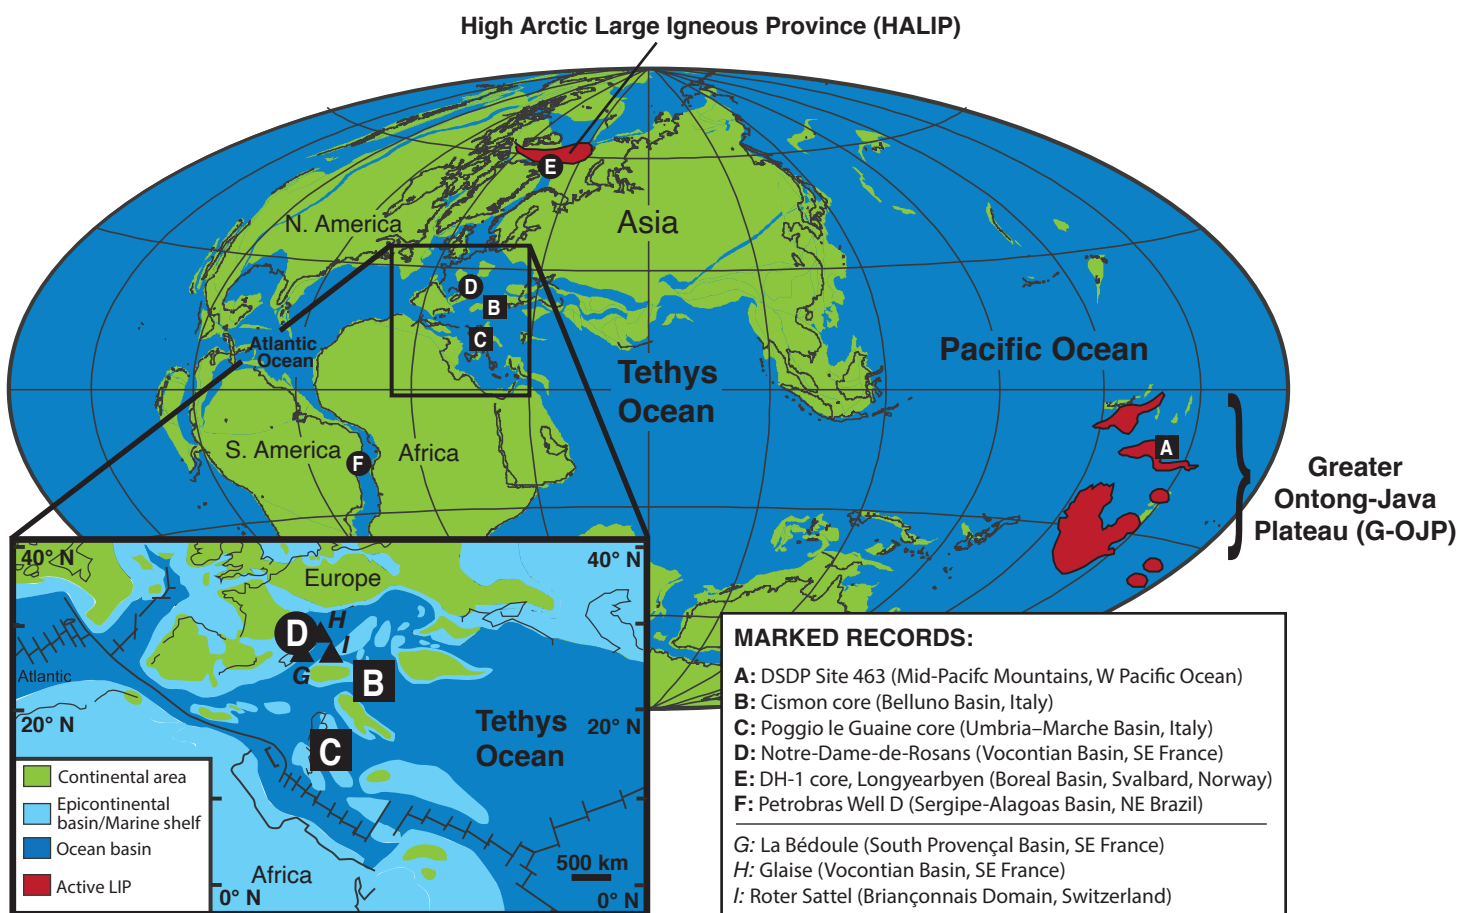 High Arctic Large Igneous Province (HALIP)
E
N. America
Asia
D
B
C
Atlantic
Ocean
Pacific Ocean
Tethys
Ocean
S. America
F
Africa
A
Greater
Ontong-Java
Plateau (G-OJP)
40° N
40° N
Europe
D
H
I
G
B
Atlantic
20° N
20° N
Tethys
Ocean
C
Continental area
Epicontinental
basin/Marine shelf
Ocean basin
Active LIP
Africa
500 km
0° N
0° N
MARKED RECORDS:
A: DSDP Site 463 (Mid-Pacifc Mountains, W Pacific Ocean)
B: Cismon core (Belluno Basin, Italy)
C: Poggio le Guaine core (Umbria–Marche Basin, Italy)
D: Notre-Dame-de-Rosans (Vocontian Basin, SE France)
E: DH-1 core, Longyearbyen (Boreal Basin, Svalbard, Norway)
F: Petrobras Well D (Sergipe-Alagoas Basin, NE Brazil)
G: La Bédoule (South Provençal Basin, SE France)
H: Glaise (Vocontian Basin, SE France)
I: Roter Sattel (Briançonnais Domain, Switzerland)